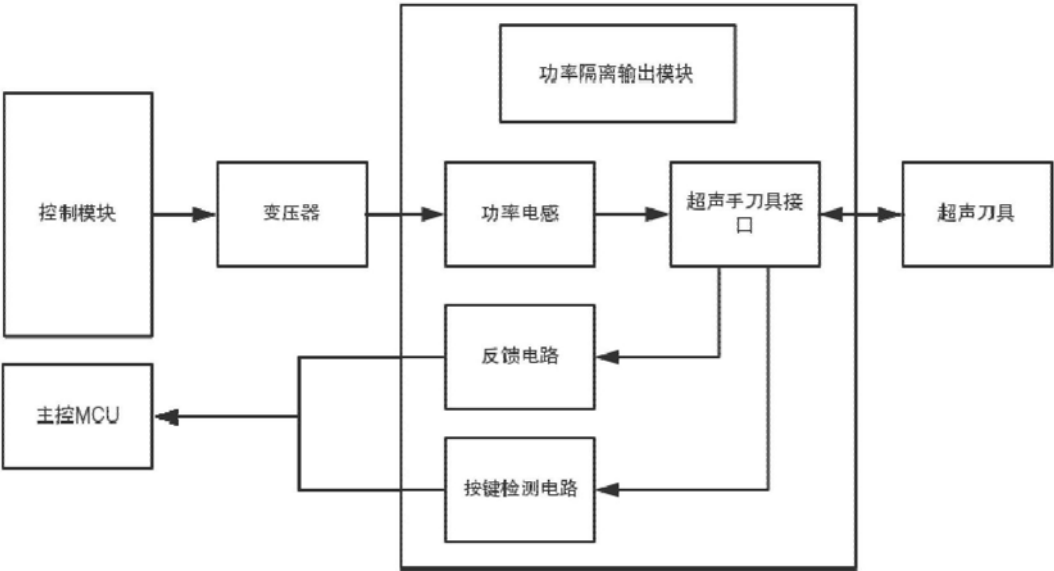 功率隔离输出模块
控制模块
变压器
功率电感
超声手刀具接
口
超声刀具
反馈电路
主控MCU
按键检测电路